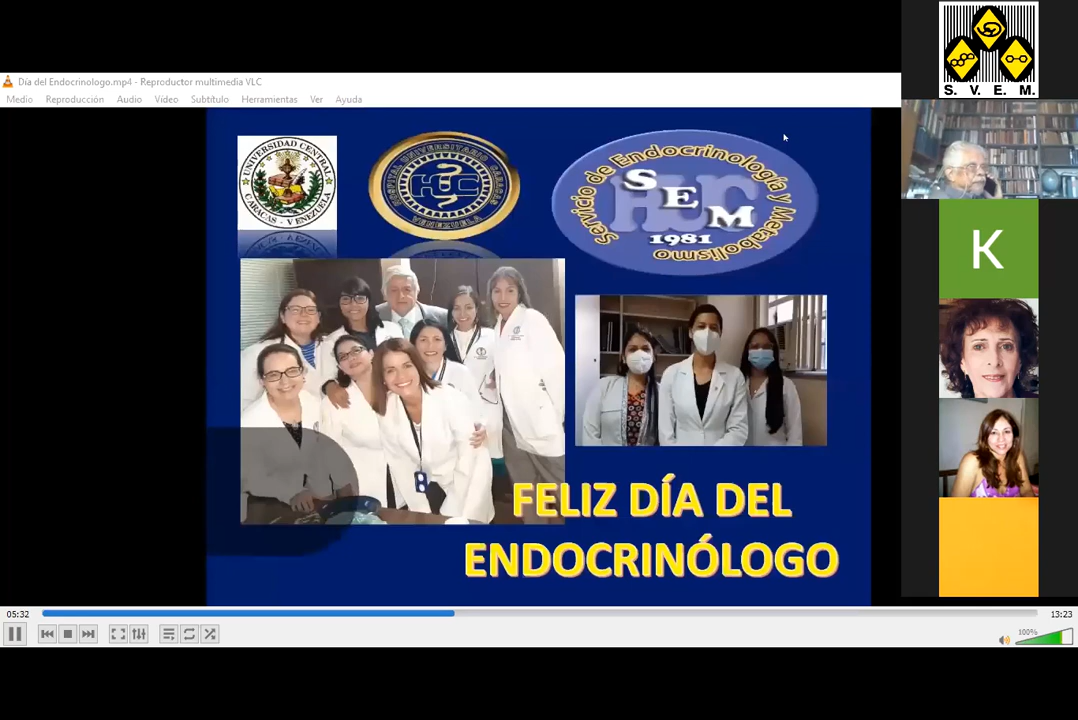 S. V. E. M.
Día del Endocrinologo.mp4 - Reproductor multimedia VLC
Medio Reproducción Audio Vídeo Subtítulo Herramientas Ver Ayuda
UNIVERSIDAD CENTRAL
CARACAS - VENEZUELA
HOSPITAL UNIVERSITARIO CARACAS
HUC
VENEZUELA
Servicio de Endocrinología y Metabolismo
HUC
SEM
1981
K
FELIZ DÍA DEL
ENDOCRINÓLOGO
05:32
13:23
100%